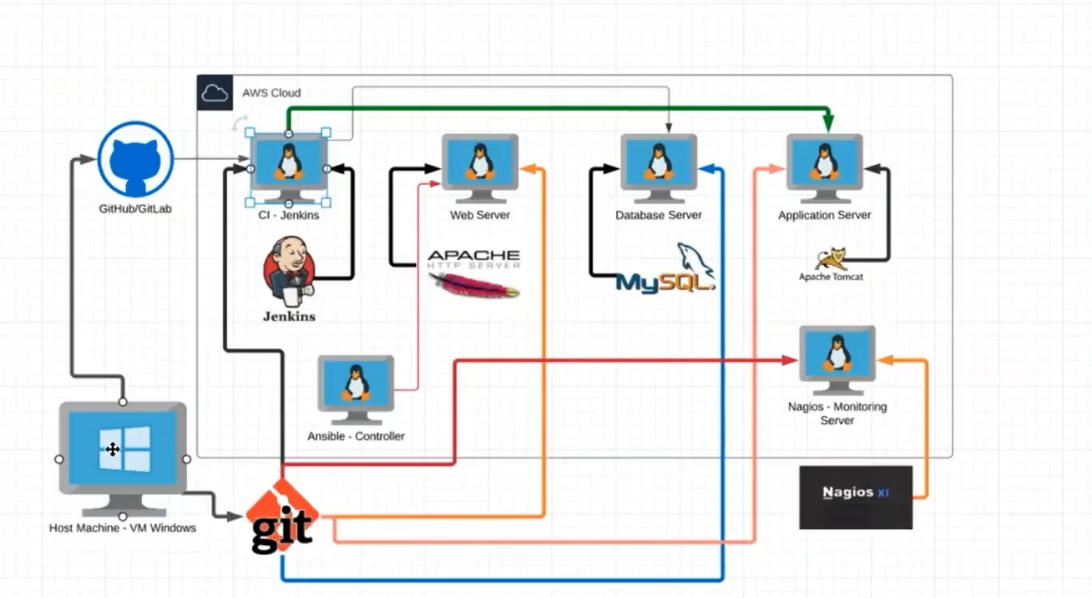 AWS Cloud
GitHub/GitLab
CI - Jenkins
Web Server
Database Server
Application Server
Jenkins
APACHE
HTTP SERVER
MySQL
Apache Tomcat
Ansible - Controller
Nagios - Monitoring
Server
Nagios XI
git
Host Machine - VM Windows